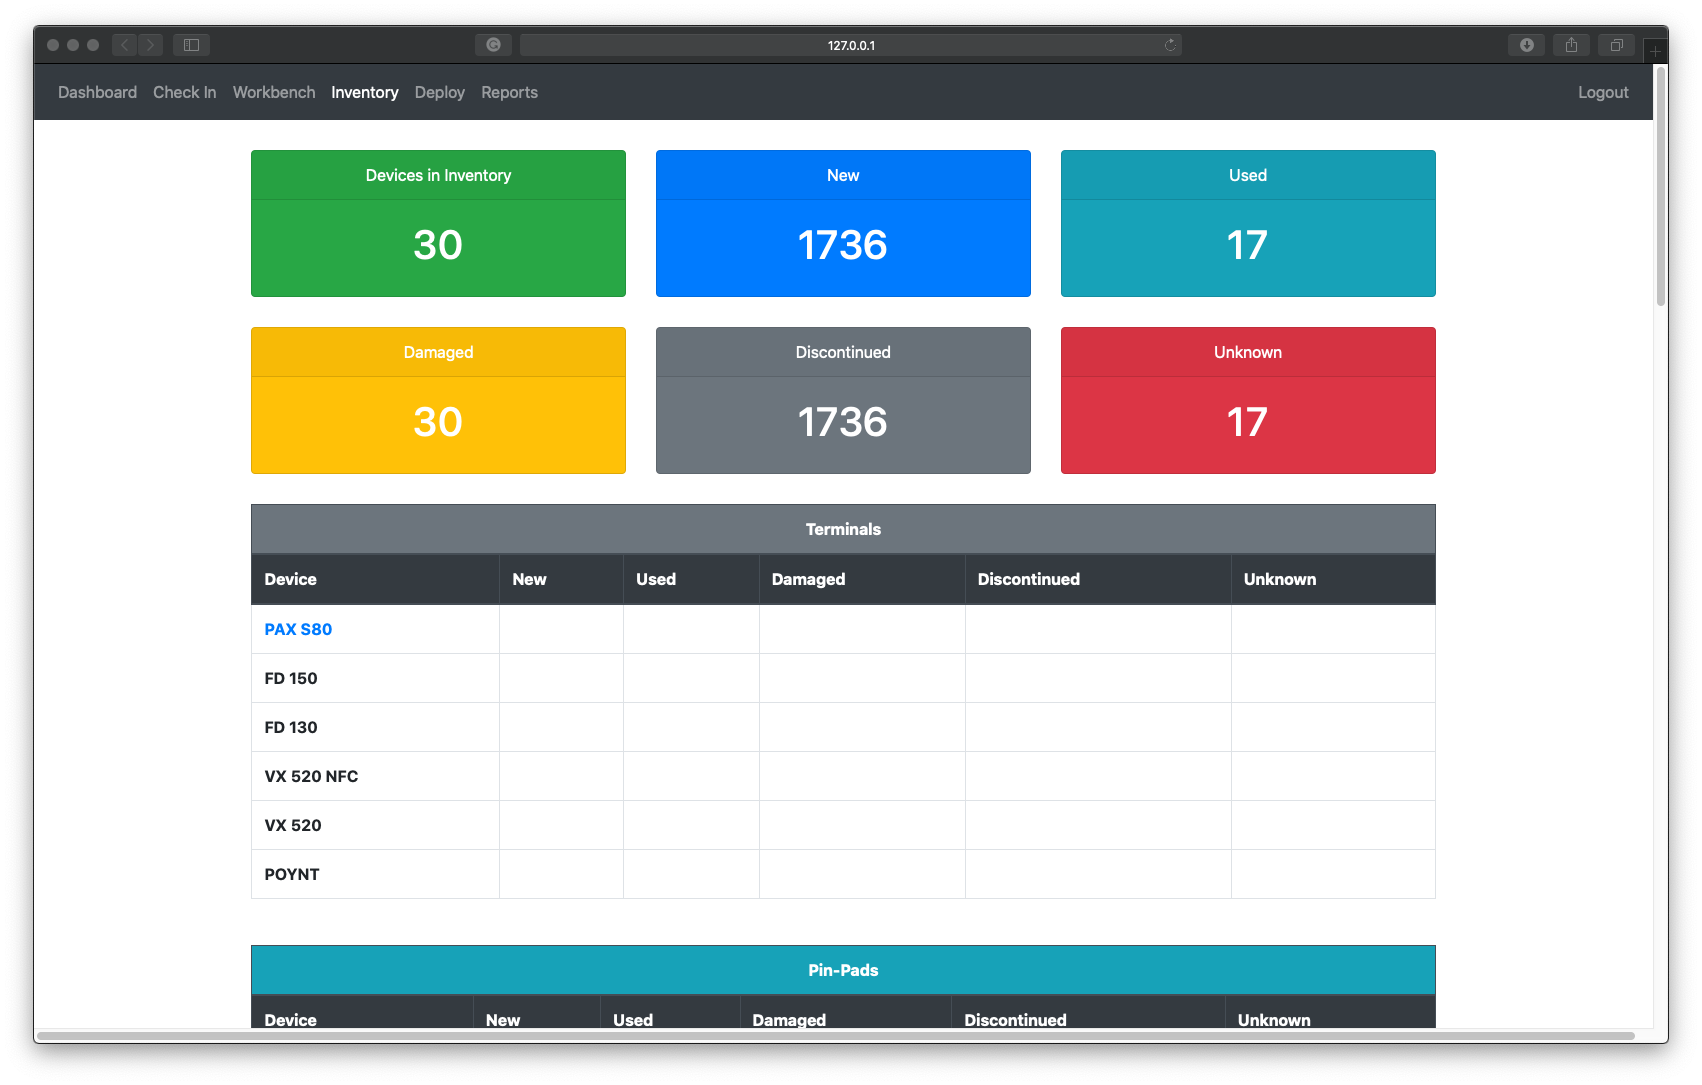 127.0.0.1
Dashboard Check In Workbench Inventory Deploy Reports Logout
Devices in Inventory New Used
30 1736 17
Damaged Discontinued Unknown
30 1736 17
Terminals
Device New Used Damaged Discontinued Unknown
PAX S80
FD 150
FD 130
VX 520 NFC
VX 520
POYNT
Pin-Pads
Device New Used Damaged Discontinued Unknown